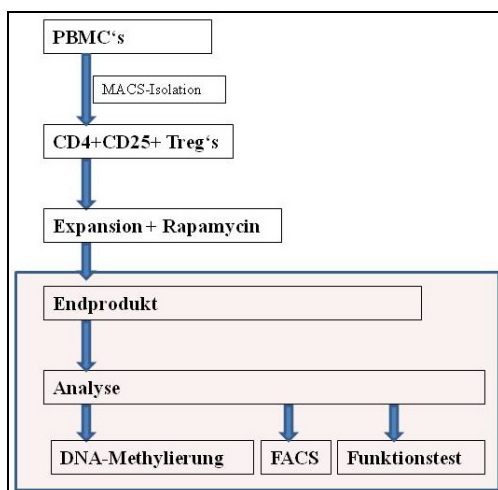 PBMC‘s
MACS-Isolation
CD4+CD25+ Treg‘s
Expansion + Rapamycin
Endprodukt
Analyse
DNA-Methylierung
FACS
Funktionstest